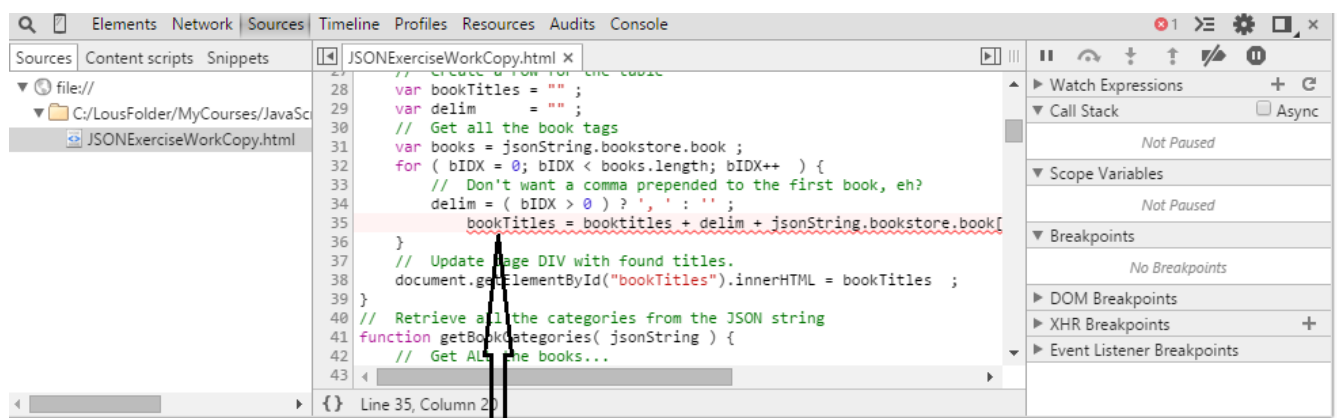 Elements Network Sources Timeline Profiles Resources Audits Console 1
Sources Content scripts Snippets
file://
C:/LousFolder/MyCourses/JavaScr
JSONExerciseWorkCopy.html
JSONExerciseWorkCopy.html ×
27 // Create a row for the table
28 var bookTitles = "" ;
29 var delim = "" ;
30 // Get all the book tags
31 var books = jsonString.bookstore.book ;
32 for ( bIDX = 0; bIDX < books.length; bIDX++ ) {
33 // Don't want a comma prepended to the first book, eh?
34 delim = ( bIDX > 0 ) ? ', ' : '' ;
35 bookTitles = booktitles + delim + jsonString.bookstore.book[
36 }
37 // Update page DIV with found titles.
38 document.getElementById("bookTitles").innerHTML = bookTitles ;
39 }
40 // Retrieve all the categories from the JSON string
41 function getBookCategories( jsonString ) {
42 // Get ALL the books...
43
{} Line 35, Column 20
Watch Expressions
Call Stack Async
Not Paused
Scope Variables
Not Paused
Breakpoints
No Breakpoints
DOM Breakpoints
XHR Breakpoints
Event Listener Breakpoints